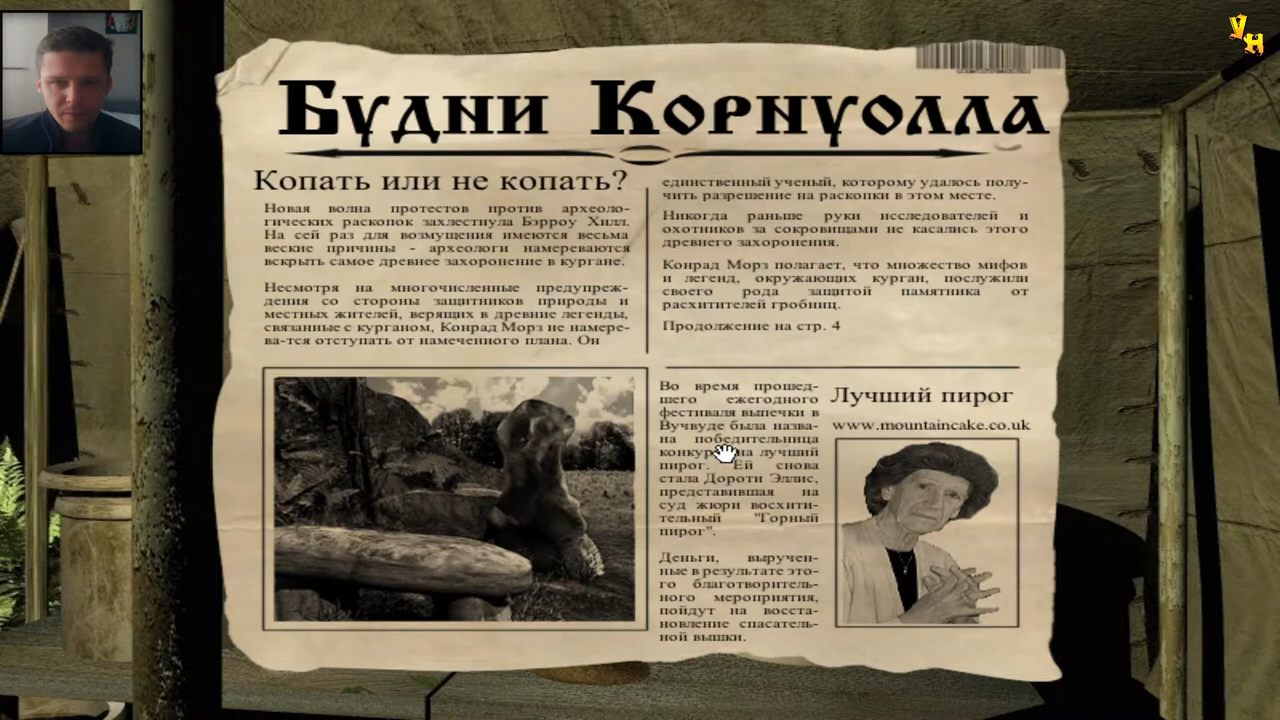 Будни Корнуолла
Копать или не копать?
Новая волна протестов против архео­ло-
гических раскопок захлестнула Бэрроу Хилл.
На сей раз для возмущения имеются весьма
веские причины - археологи намереваются
вскрыть самое древнее захоронение в кургане.
Несмотря на многочисленные предупреж-
дения со стороны защитников природы и
местных жителей, верящих в древние легенды,
связанные с курганом, Конрад Морз не намере-
ва-тся отступать от намеченного плана. Он
единственный ученый, которому удалось полу-
чить разрешение на раскопки в этом месте.
Никогда раньше руки исследователей и
охотников за сокровищами не касались этого
древнего захоронения.
Конрад Морз полагает, что множество мифов
и легенд, окружающих курган, послужили
своего рода защитой памятника от
расхитителей гробниц.
Продолжение на стр. 4
Во время прошед-
шего ежегодного
фестиваля выпечки в
Вучвуде была назва-
на победительница
на лучший
пирог. Ей снова
стала Дороти Эллис,
представившая на
суд жюри восхити-
тельный "Горный
пирог".
Деньги, выручен-
ные в результате это-
го благотворитель-
ного мероприятия,
пойдут на восста-
новление спасатель-
ной вышки.
Лучший пирог
www.mountaincake.co.uk
УН